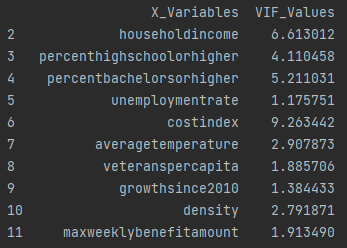 X_Variables VIF_Values
2 householdincome 6.613012
3 percenthighschoolorhigher 4.110458
4 percentbachelorsorhigher 5.211031
5 unemploymentrate 1.175751
6 costindex 9.263442
7 averagetemperature 2.907873
8 veteranspercapita 1.885706
9 growthsince2010 1.384433
10 density 2.791871
11 maxweeklybenefitamount 1.913490